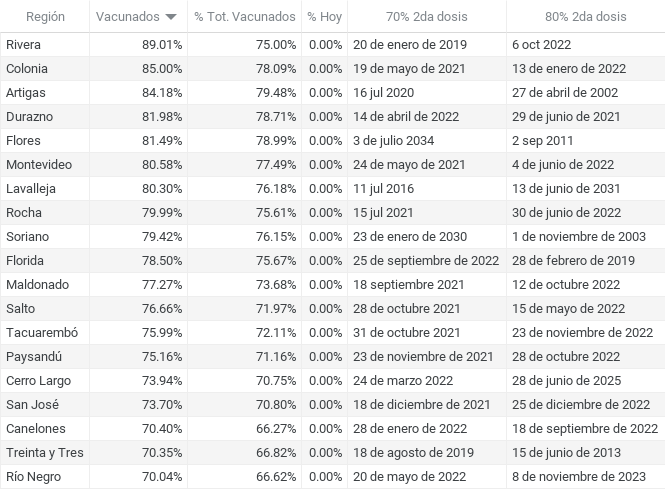 Región Vacunados % Tot. Vacunados % Hoy 70% 2da dosis 80% 2da dosis
Rivera 89.01% 75.00% 0.00% 20 de enero de 2019 6 oct 2022
Colonia 85.00% 78.09% 0.00% 19 de mayo de 2021 13 de enero de 2022
Artigas 84.18% 79.48% 0.00% 16 jul 2020 27 de abril de 2002
Durazno 81.98% 78.71% 0.00% 14 de abril de 2022 29 de junio de 2021
Flores 81.49% 78.99% 0.00% 3 de julio 2034 2 sep 2011
Montevideo 80.58% 77.49% 0.00% 24 de mayo de 2021 4 de junio de 2022
Lavalleja 80.30% 76.18% 0.00% 11 jul 2016 13 de junio de 2031
Rocha 79.99% 75.61% 0.00% 15 jul 2021 30 de junio de 2022
Soriano 79.42% 76.15% 0.00% 23 de enero de 2030 1 de noviembre de 2003
Florida 78.50% 75.67% 0.00% 25 de septiembre de 2022 28 de febrero de 2019
Maldonado 77.27% 73.68% 0.00% 18 septiembre 2021 12 de octubre de 2022
Salto 76.66% 71.97% 0.00% 28 de octubre de 2021 15 de mayo de 2022
Tacuarembó 75.99% 72.11% 0.00% 31 de octubre de 2021 23 de noviembre de 2022
Paysandú 75.16% 71.16% 0.00% 23 de noviembre de 2021 28 de octubre de 2022
Cerro Largo 73.94% 70.75% 0.00% 24 de marzo 2022 28 de junio de 2025
San José 73.70% 70.80% 0.00% 18 de diciembre de 2021 25 de diciembre de 2022
Canelones 70.40% 66.27% 0.00% 28 de enero de 2022 18 de septiembre de 2022
Treinta y Tres 70.35% 66.82% 0.00% 18 de agosto de 2019 15 de junio de 2013
Río Negro 70.04% 66.62% 0.00% 20 de mayo de 2022 8 de noviembre de 2023